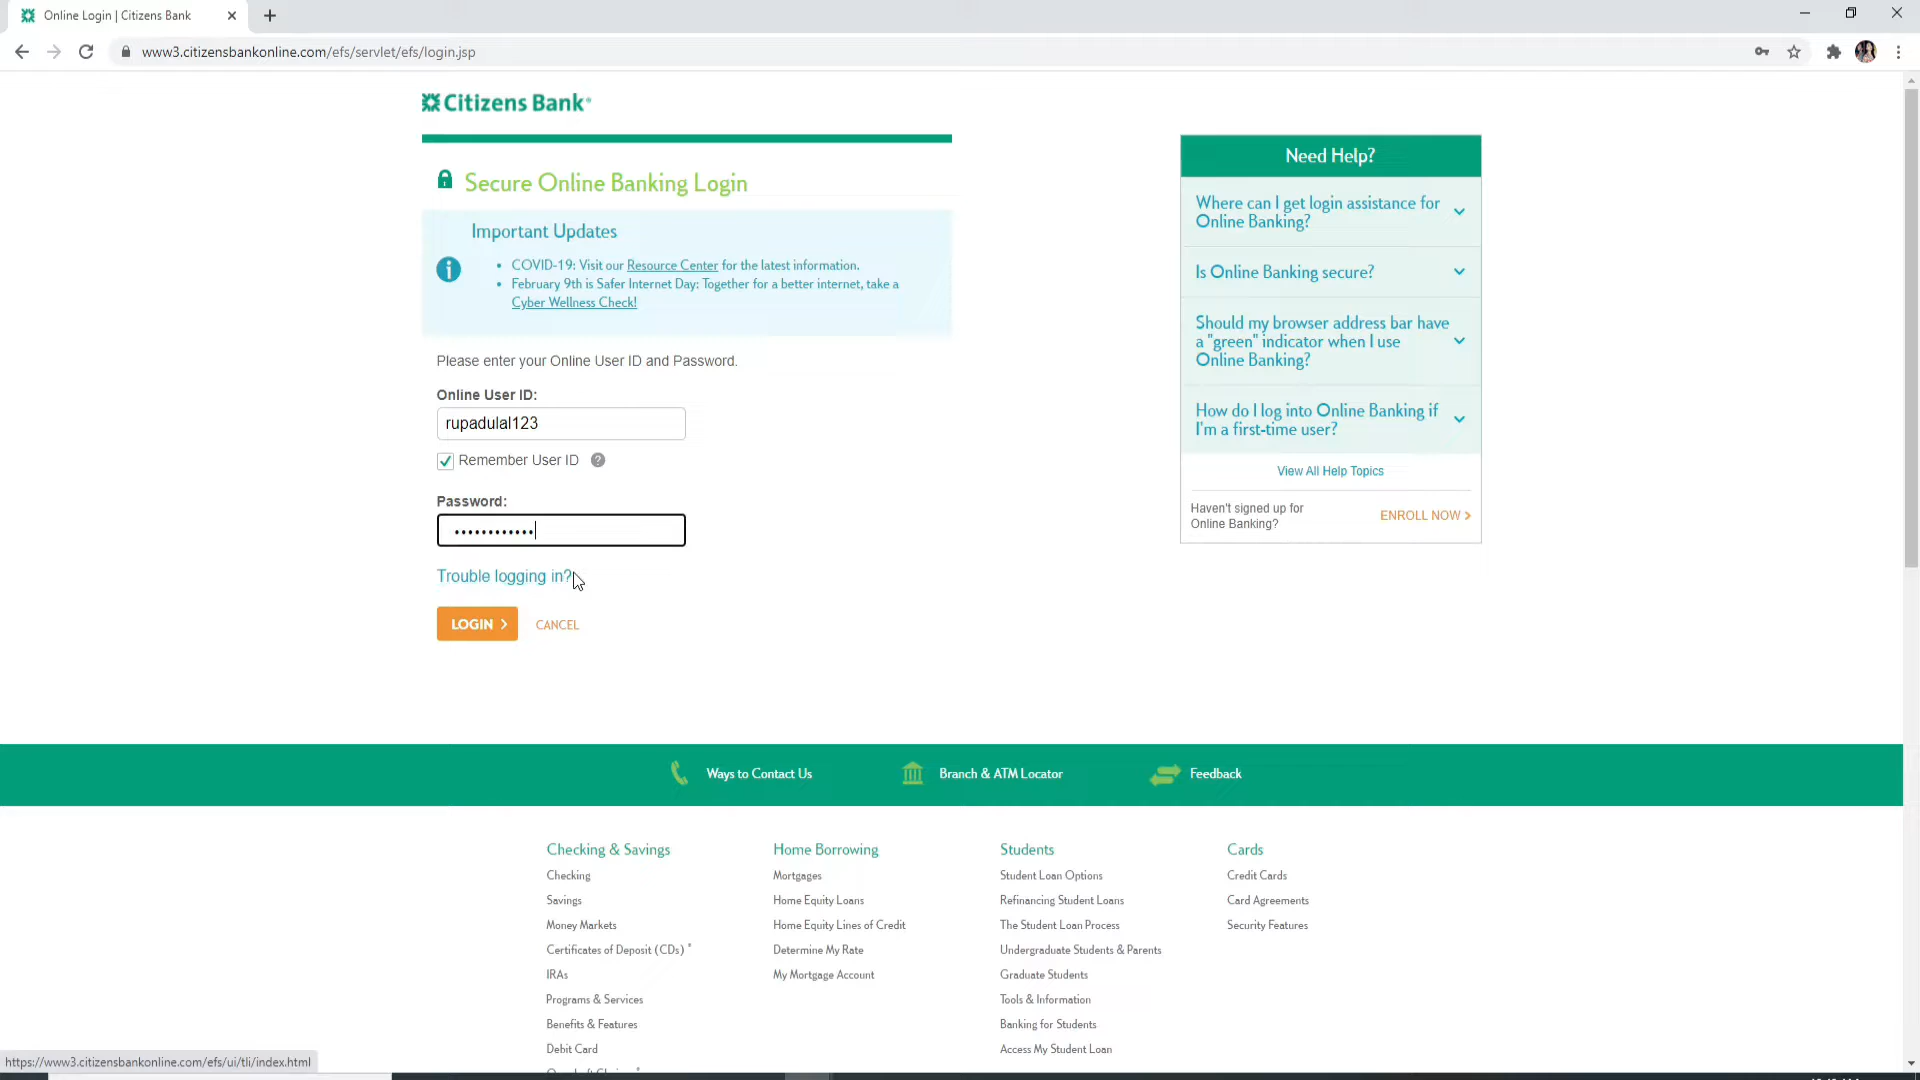 Online Login | Citizens Bank
www3.citizensbankonline.com/efs/servlet/efs/login.jsp
Citizens Bank®
Secure Online Banking Login
Important Updates
• COVID-19: Visit our Resource Center for the latest information.
• February 9th is Safer Internet Day: Together for a better internet, take a
Cyber Wellness Check!
Please enter your Online User ID and Password.
Online User ID:
rupadulal123
Remember User ID ?
Password:
••••••••••••
Trouble logging in?
LOGIN >
CANCEL
Need Help?
Where can I get login assistance for
Online Banking?
Is Online Banking secure?
Should my browser address bar have
a "green" indicator when I use
Online Banking?
How do I log into Online Banking if
I'm a first-time user?
View All Help Topics
Haven't signed up for
Online Banking?
ENROLL NOW >
Ways to Contact Us
Branch & ATM Locator
Feedback
Checking & Savings
Checking
Savings
Money Markets
Certificates of Deposit (CDs) *
IRAs
Programs & Services
Benefits & Features
Debit Card
Home Borrowing
Mortgages
Home Equity Loans
Home Equity Lines of Credit
Determine My Rate
My Mortgage Account
Students
Student Loan Options
Refinancing Student Loans
The Student Loan Process
Undergraduate Students & Parents
Graduate Students
Tools & Information
Banking for Students
Access My Student Loan
Cards
Credit Cards
Card Agreements
Security Features
https://www3.citizensbankonline.com/efs/ui/tli/index.html